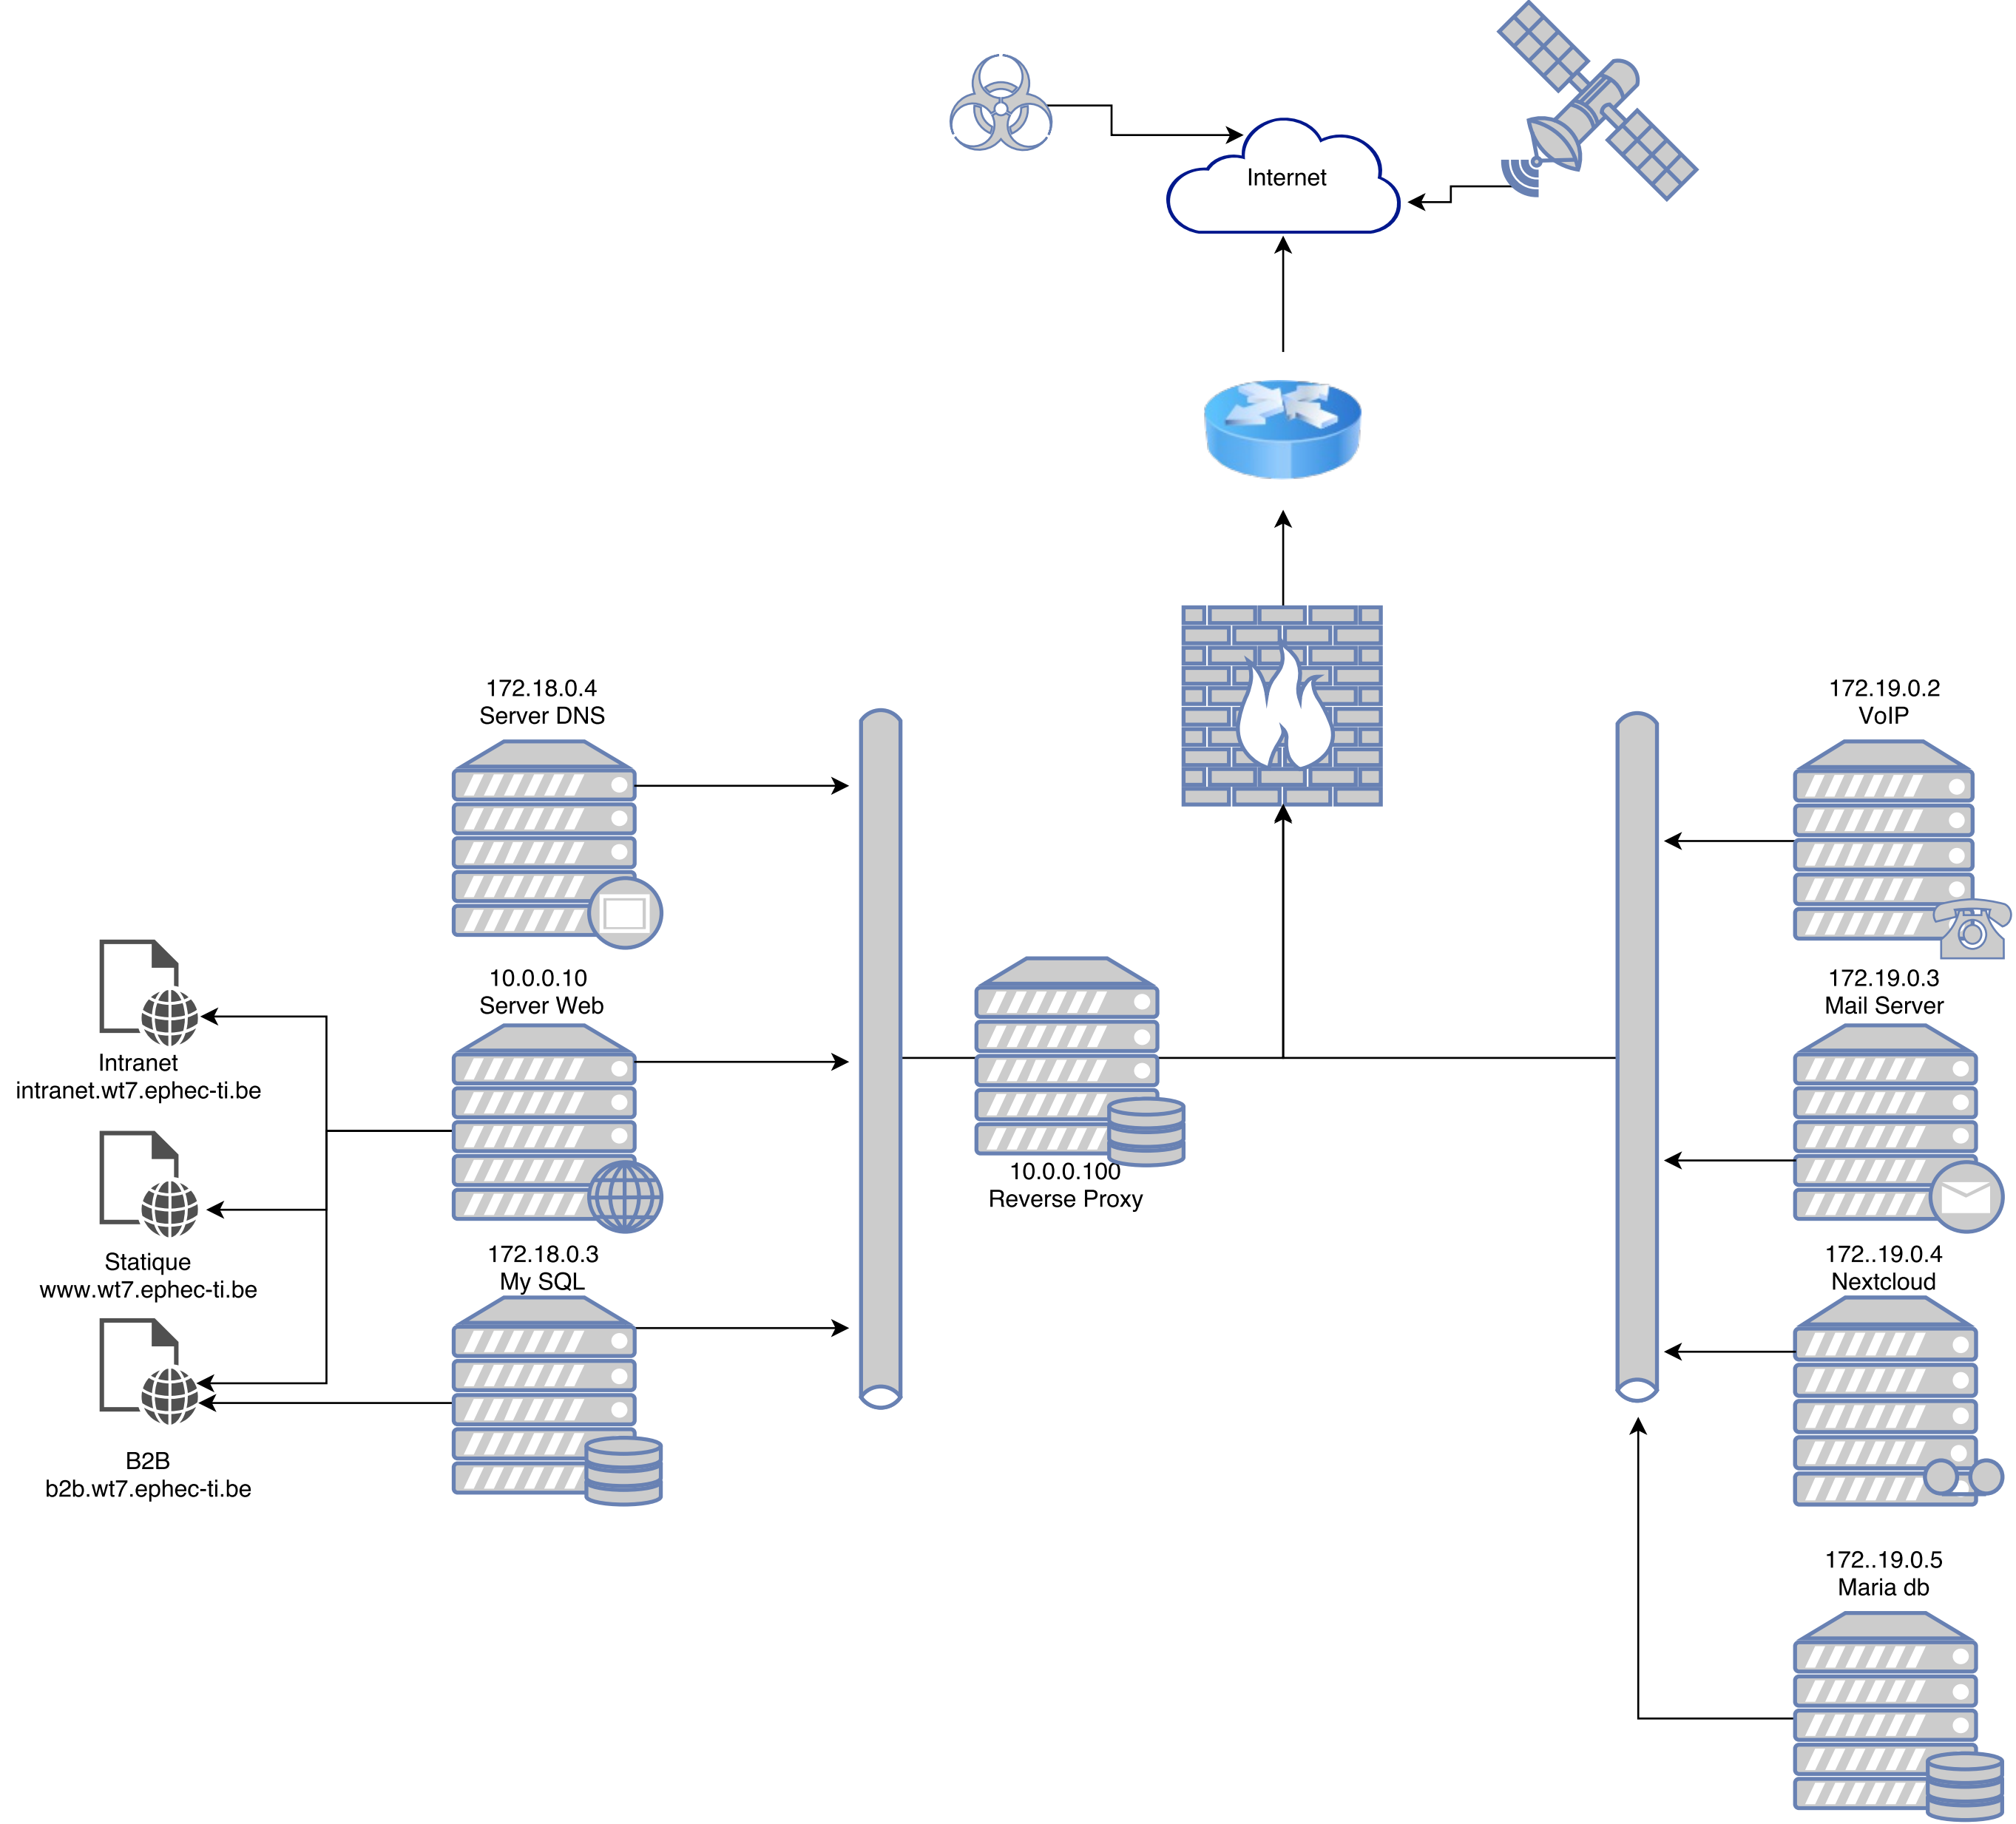 Internet
172.18.0.4
Server DNS
172.19.0.2
VoIP
10.0.0.10
Server Web
172.19.0.3
Mail Server
Intranet
intranet.wt7.ephec-ti.be
10.0.0.100
Reverse Proxy
Statique
www.wt7.ephec-ti.be
172.18.0.3
My SQL
172..19.0.4
Nextcloud
B2B
b2b.wt7.ephec-ti.be
172..19.0.5
Maria db